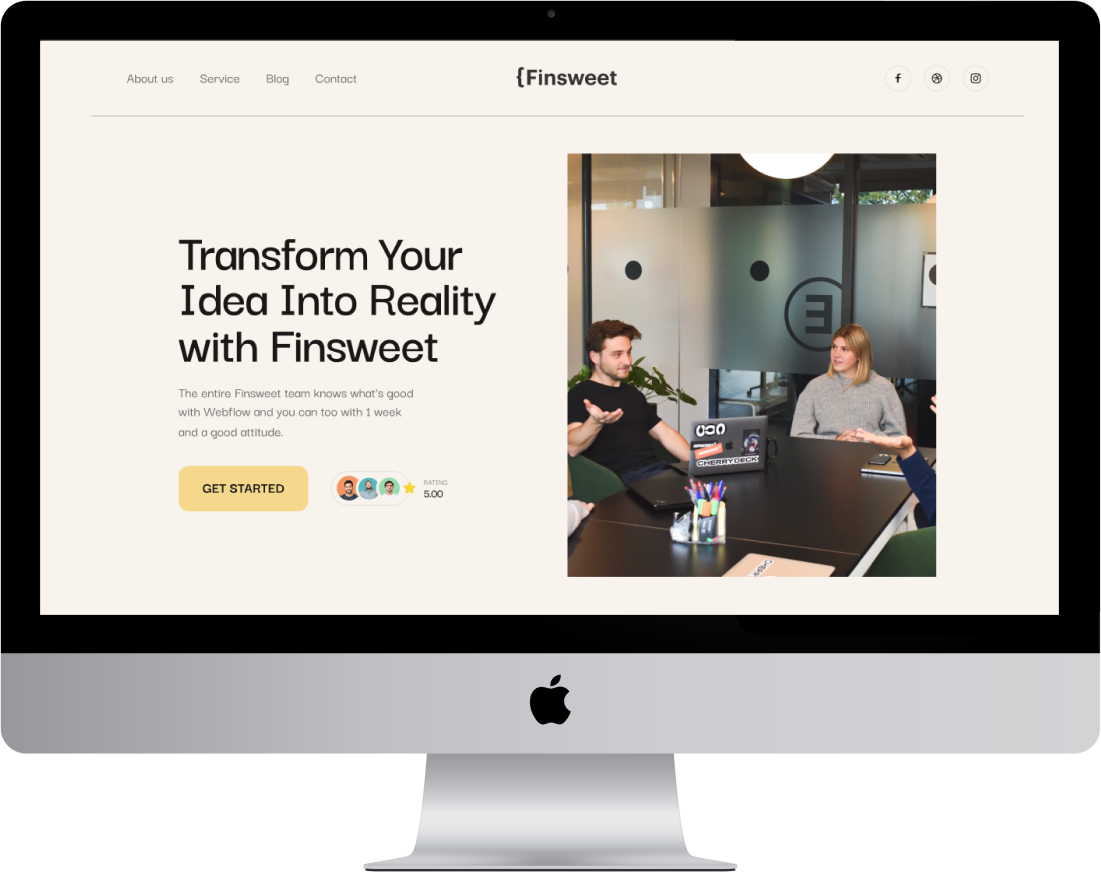 About us
Service
Blog
Contact
{Finsweet
Transform Your
Idea Into Reality
with Finsweet
The entire Finsweet team knows what's good
with Webflow and you can too with 1 week
and a good attitude.
GET STARTED
RATING
5.00
CHERRYDECK